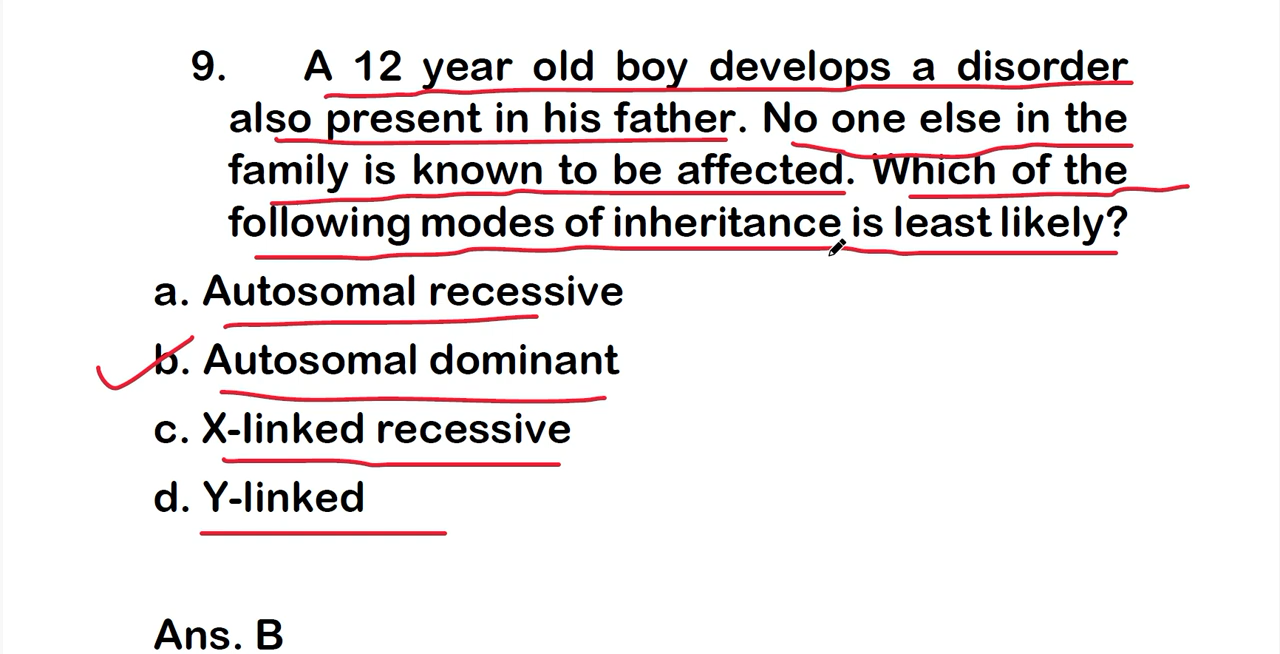 9. A 12 year old boy develops a disorder
also present in his father. No one else in the
family is known to be affected. Which of the
following modes of inheritance is least likely?
a. Autosomal recessive
b. Autosomal dominant
c. X-linked recessive
d. Y-linked
Ans. B